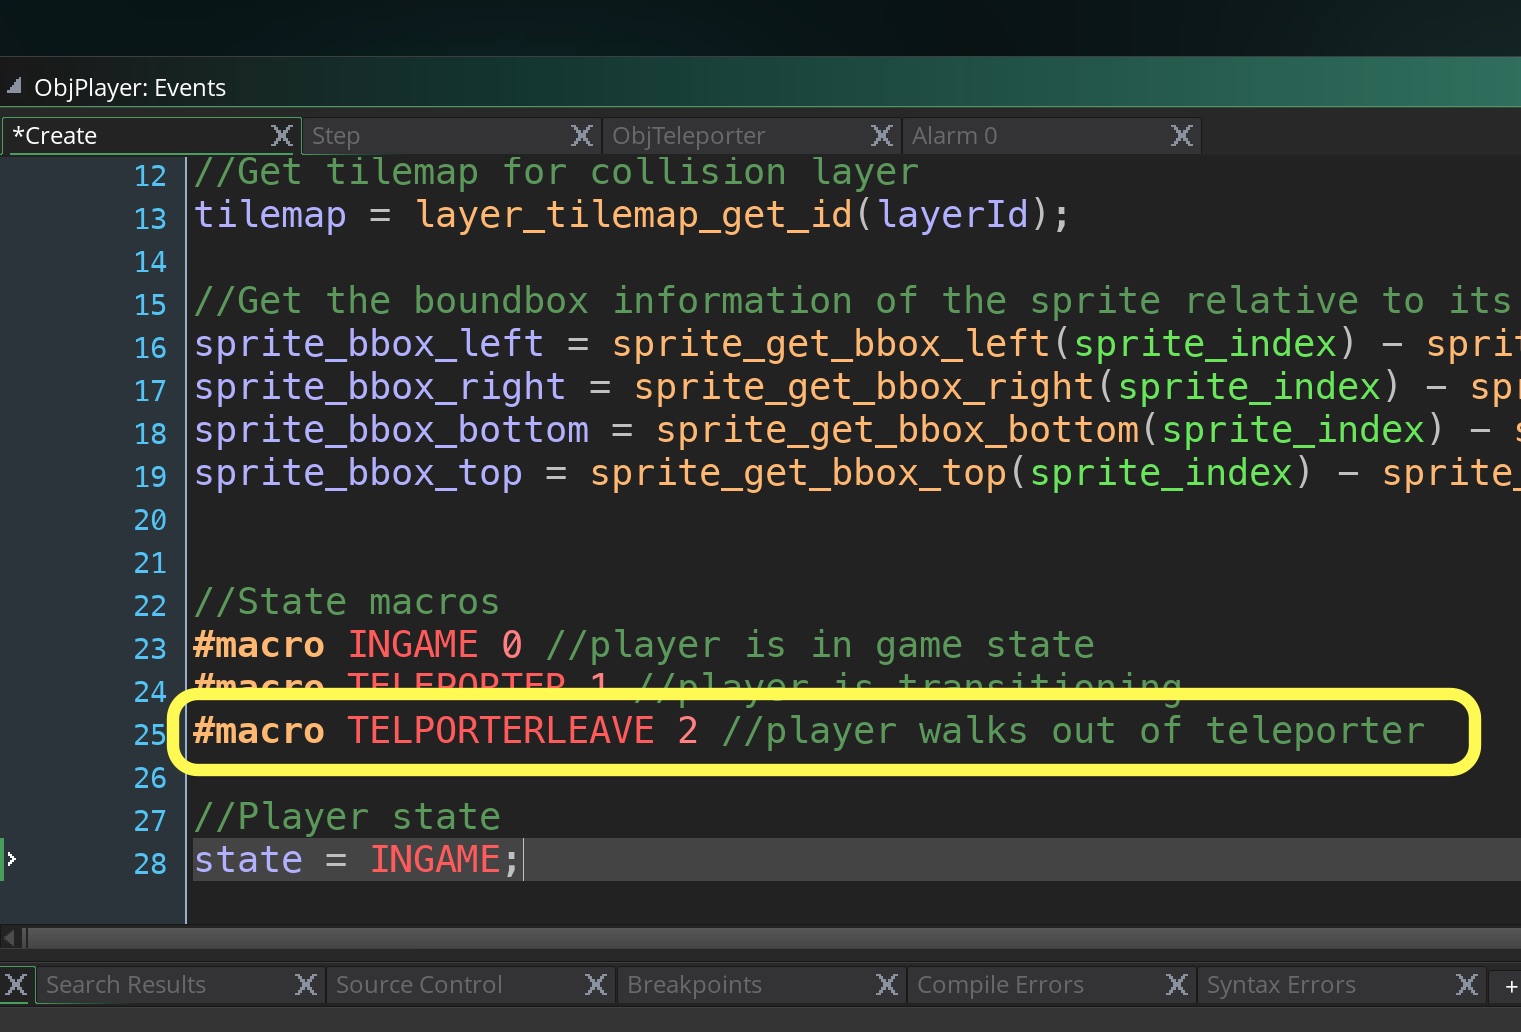 ObjPlayer: Events
*Create Step ObjTeleporter Alarm 0
12 //Get tilemap for collision layer
13 tilemap = layer_tilemap_get_id(layerId);
14
15 //Get the boundbox information of the sprite relative to its
16 sprite_bbox_left = sprite_get_bbox_left(sprite_index) - sprit
17 sprite_bbox_right = sprite_get_bbox_right(sprite_index) - spr
18 sprite_bbox_bottom = sprite_get_bbox_bottom(sprite_index) - s
19 sprite_bbox_top = sprite_get_bbox_top(sprite_index) - sprite_
20
21
22 //State macros
23 #macro INGAME 0 //player is in game state
24 #macro TELEPORTER 1 //player is transitioning
25 #macro TELPORTERLEAVE 2 //player walks out of teleporter
26
27 //Player state
28 state = INGAME;
Search Results Source Control Breakpoints Compile Errors Syntax Errors +